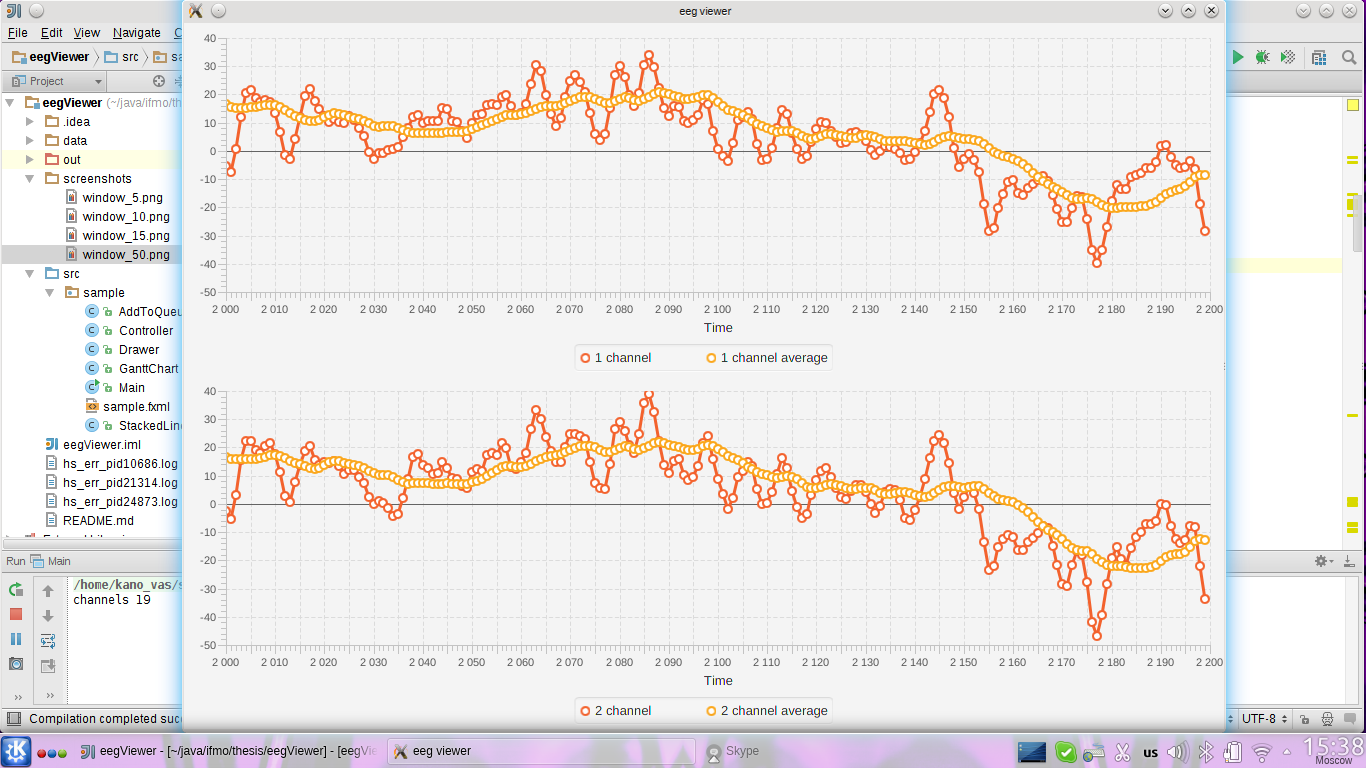 eeg viewer
File Edit View Navigate
eegViewer src sa
Project
eegViewer (~/java/ifmo/th
.idea
data
out
screenshots
window_5.png
window_10.png
window_15.png
window_50.png
src
sample
AddToQueu
Controller
Drawer
GanttChart
Main
sample.fxml
StackedLin
eegViewer.iml
hs_err_pid10686.log
hs_err_pid21314.log
hs_err_pid24873.log
README.md
Run Main
/home/kano_vas/s
channels 19
Compilation completed succ
40
30
20
10
0
-10
-20
-30
-40
-50
2 000 2 010 2 020 2 030 2 040 2 050 2 060 2 070 2 080 2 090 2 100 2 110 2 120 2 130 2 140 2 150 2 160 2 170 2 180 2 190 2 200
Time
1 channel 1 channel average
40
30
20
10
0
-10
-20
-30
-40
-50
2 000 2 010 2 020 2 030 2 040 2 050 2 060 2 070 2 080 2 090 2 100 2 110 2 120 2 130 2 140 2 150 2 160 2 170 2 180 2 190 2 200
Time
2 channel 2 channel average
UTF-8
eegViewer - [~/java/ifmo/thesis/eegViewer] - [eegVie
eeg viewer
Skype
us
15:38
Moscow